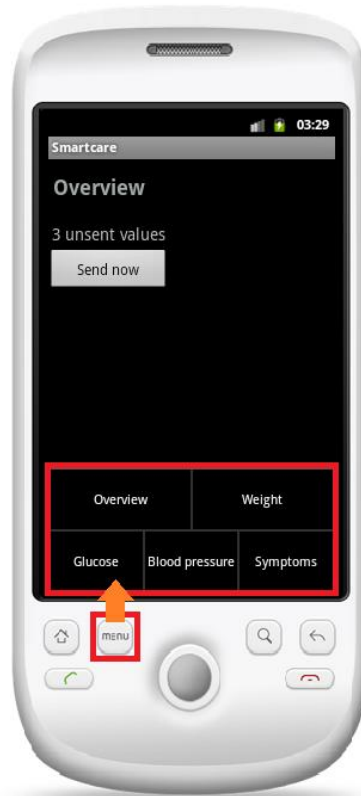 03:29
Smartcare
Overview
3 unsent values
Send now
Overview Weight
Glucose Blood pressure Symptoms
menu